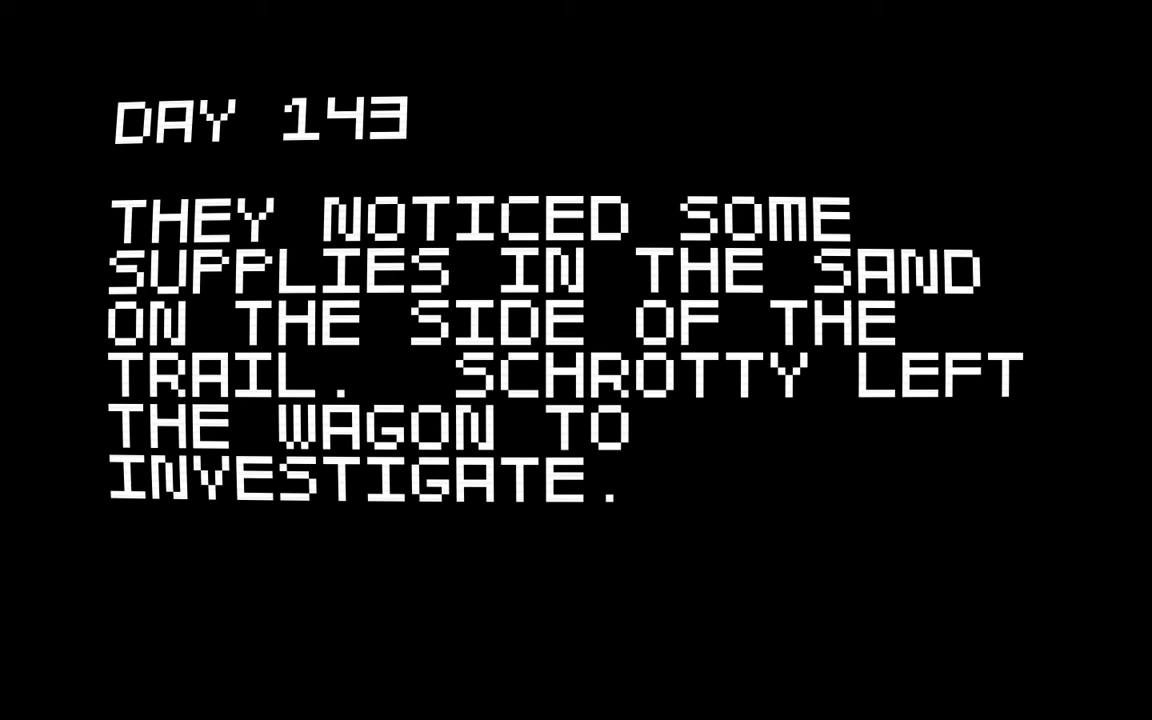 DAY 143
THEY NOTICED SOME
SUPPLIES IN THE SAND
ON THE SIDE OF THE
TRAIL. SCHROTTY LEFT
THE WAGON TO
INVESTIGATE.